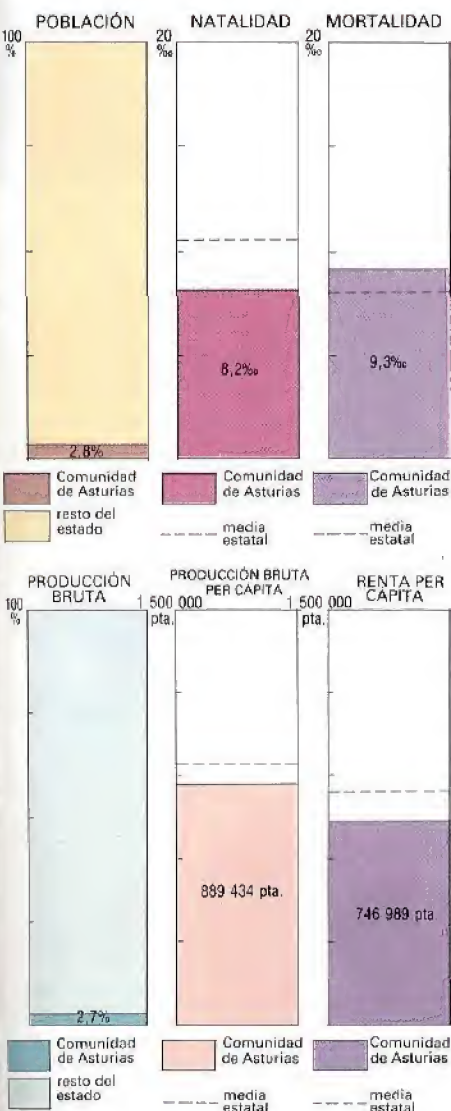 POBLACIÓN
100
%
2,8%
Comunidad
de Asturias
resto del
estado
NATALIDAD
20
‰
8,2‰
Comunidad
de Asturias
media
estatal
MORTALIDAD
20
‰
9,3‰
Comunidad
de Asturias
media
estatal
PRODUCCIÓN
BRUTA
100
%
2,7%
Comunidad
de Asturias
resto del
estado
PRODUCCIÓN BRUTA
PER CÁPITA
1 500 000
pta.
889 434 pta.
Comunidad
de Asturias
media
estatal
RENTA PER
CÁPITA
1 500 000
pta.
746 989 pta
Comunidad
de Asturias
media
estatal